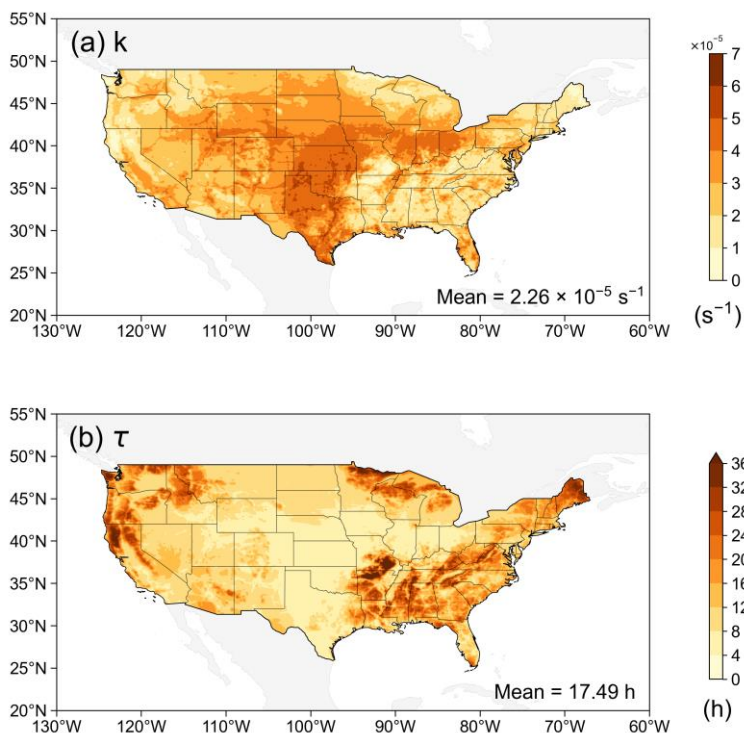 (a) k
55°N
50°N
45°N
40°N
35°N
30°N
25°N
20°N
Mean = 2.26 × 10⁻⁵ s⁻¹
130°W 120°W 110°W 100°W 90°W 80°W 70°W 60°W
×10⁻⁵
7
6
5
4
3
2
1
0
(s⁻¹)
(b) τ
55°N
50°N
45°N
40°N
35°N
30°N
25°N
20°N
Mean = 17.49 h
130°W 120°W 110°W 100°W 90°W 80°W 70°W 60°W
36
32
28
24
20
16
12
8
4
0
(h)